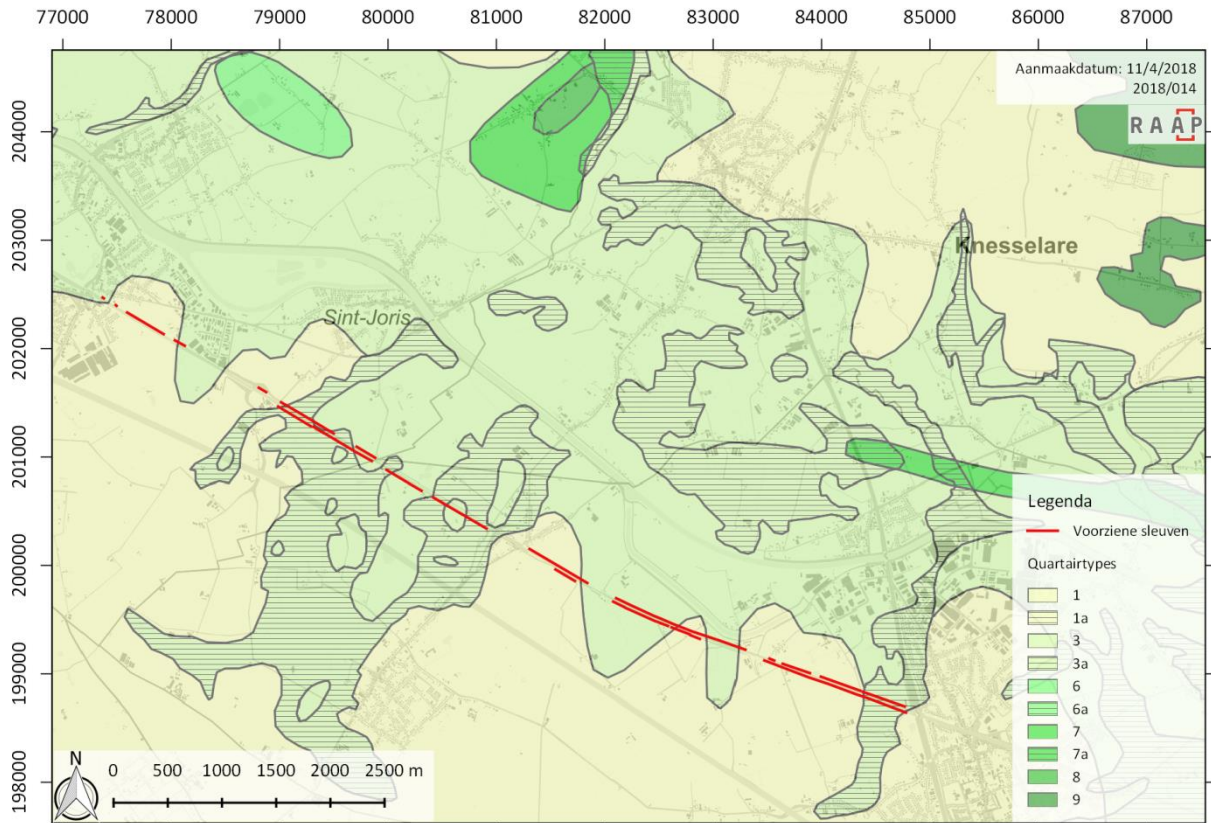 77000 78000 79000 80000 81000 82000 83000 84000 85000 86000 87000
Aanmaakdatum: 11/4/2018
2018/014
RAAP
204000
203000
202000
201000
200000
199000
198000
Knesselare
Sint-Joris
Legenda
Voorziene sleuven
Quartairtypes
1
1a
3
3a
6
6a
7
7a
8
9
N
0 500 1000 1500 2000 2500 m